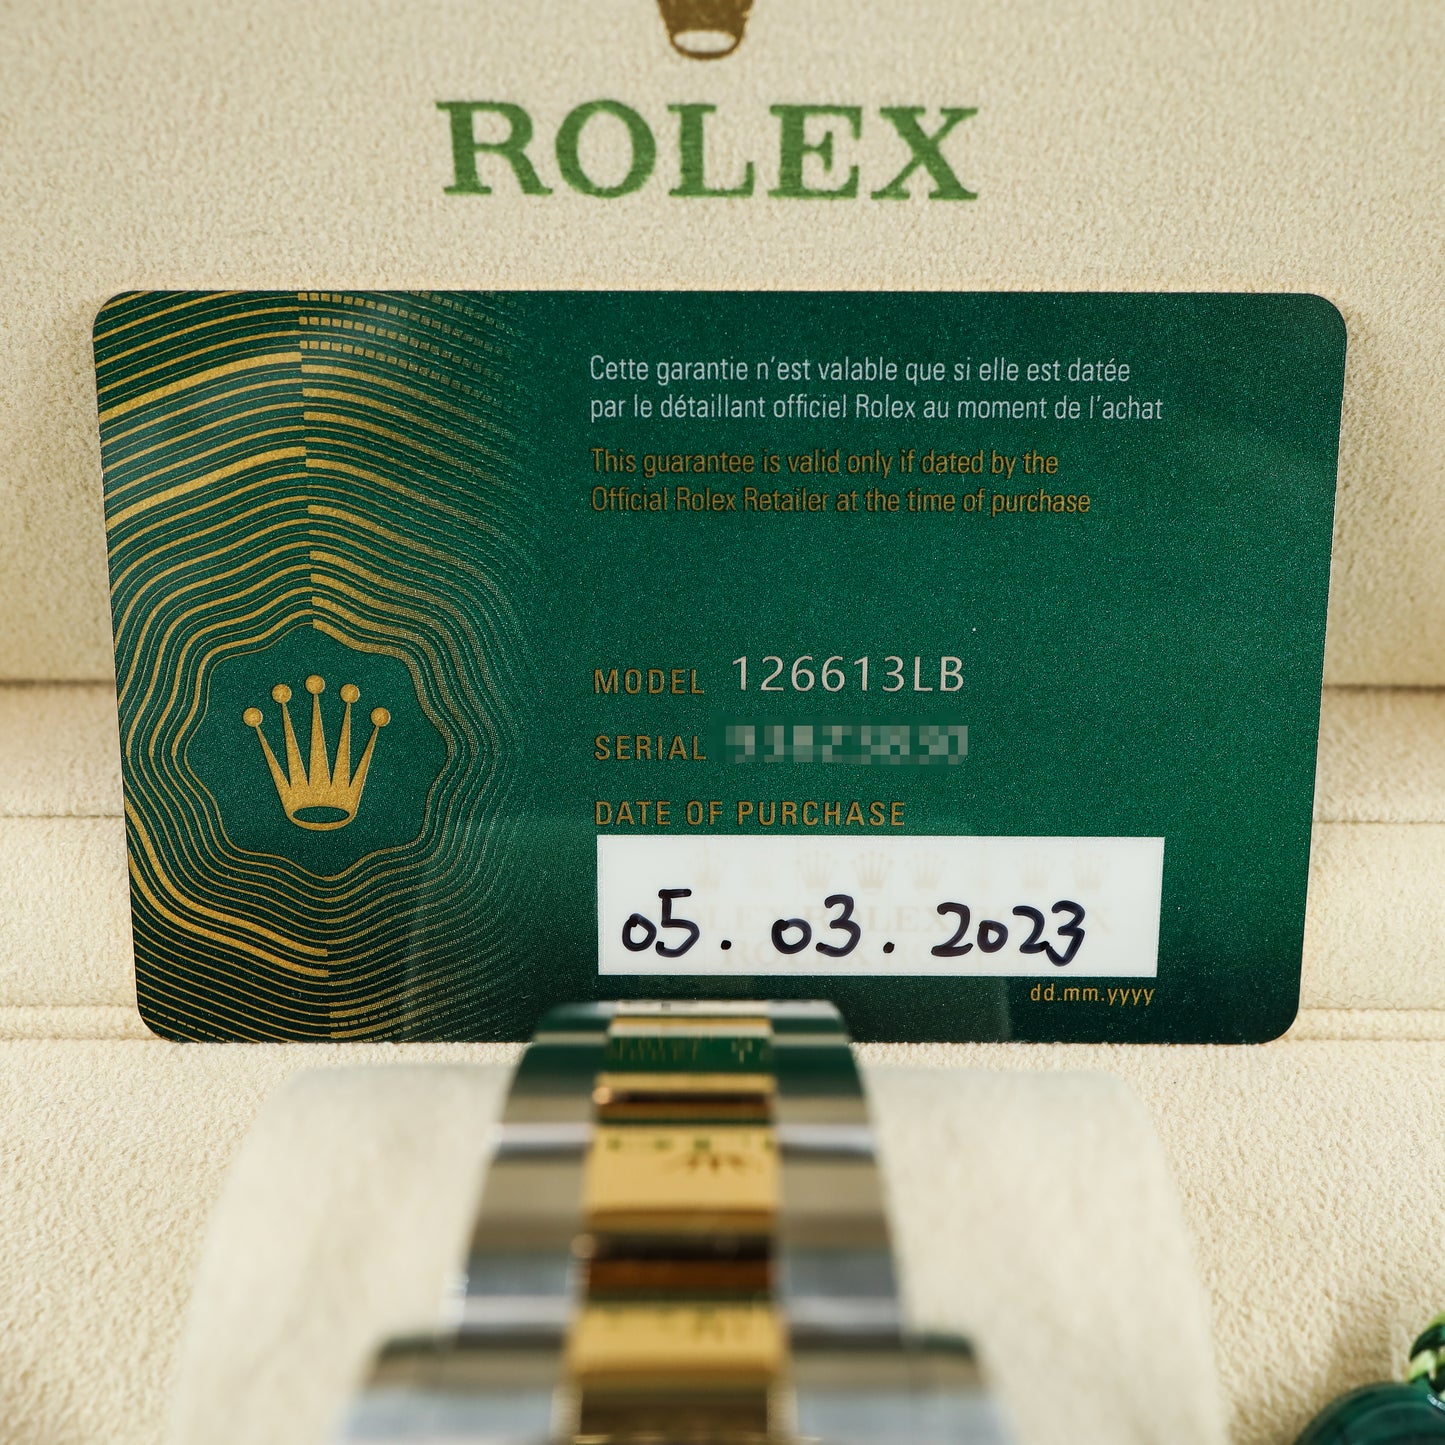 ROLEX
Cette garantie n'est valable que si elle est datée
par le détaillant officiel Rolex au moment de l'achat
This guarantee is valid only if dated by the
Official Rolex Retailer at the time of purchase
MODEL 126613LB
SERIAL
DATE OF PURCHASE
05.03.2023
dd.mm.yyyy